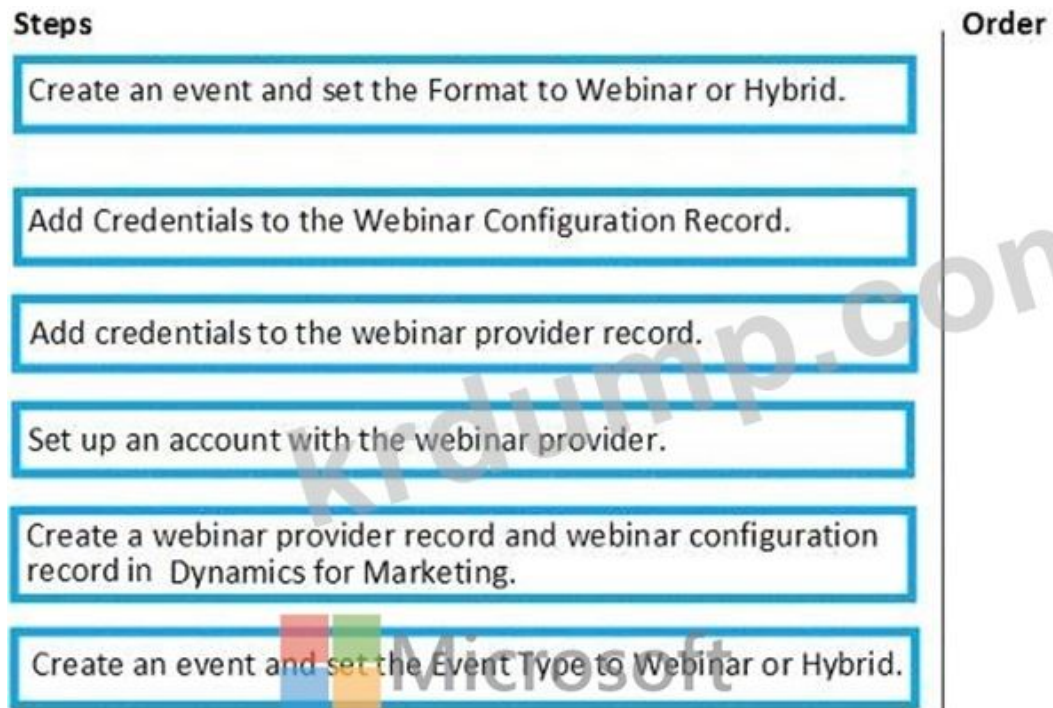 Steps
Order
Create an event and set the Format to Webinar or Hybrid.
Add Credentials to the Webinar Configuration Record.
Add credentials to the webinar provider record.
Set up an account with the webinar provider.
Create a webinar provider record and webinar configuration
record in Dynamics for Marketing.
Create an event and set the Event Type to Webinar or Hybrid.
krdump.com
Microsoft